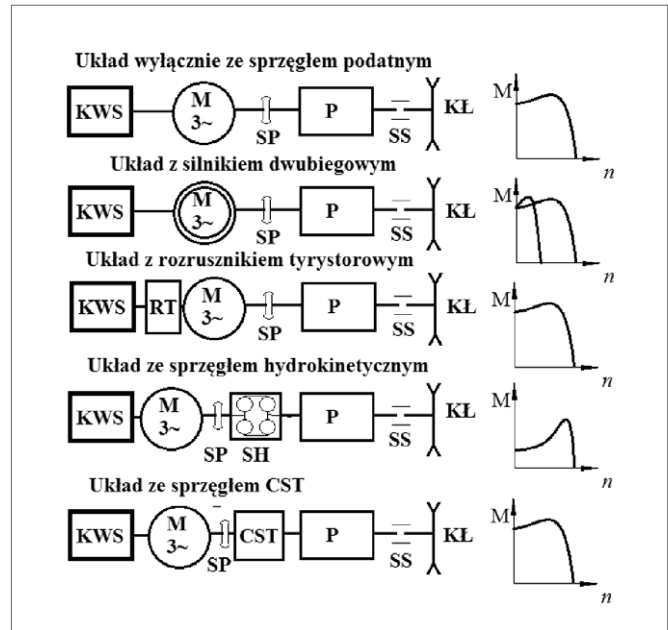 Układ wyłącznie ze sprzęgłem podatnym
KWS M 3~ SP P SS KŁ M n
Układ z silnikiem dwubiegowym
KWS M 3~ SP P SS KŁ M n
Układ z rozrusznikiem tyrystorowym
KWS RT M 3~ SP P SS KŁ M n
Układ ze sprzęgłem hydrokinetycznym
KWS M 3~ SP SH P SS KŁ M n
Układ ze sprzęgłem CST
KWS M 3~ SP CST P SS KŁ M n